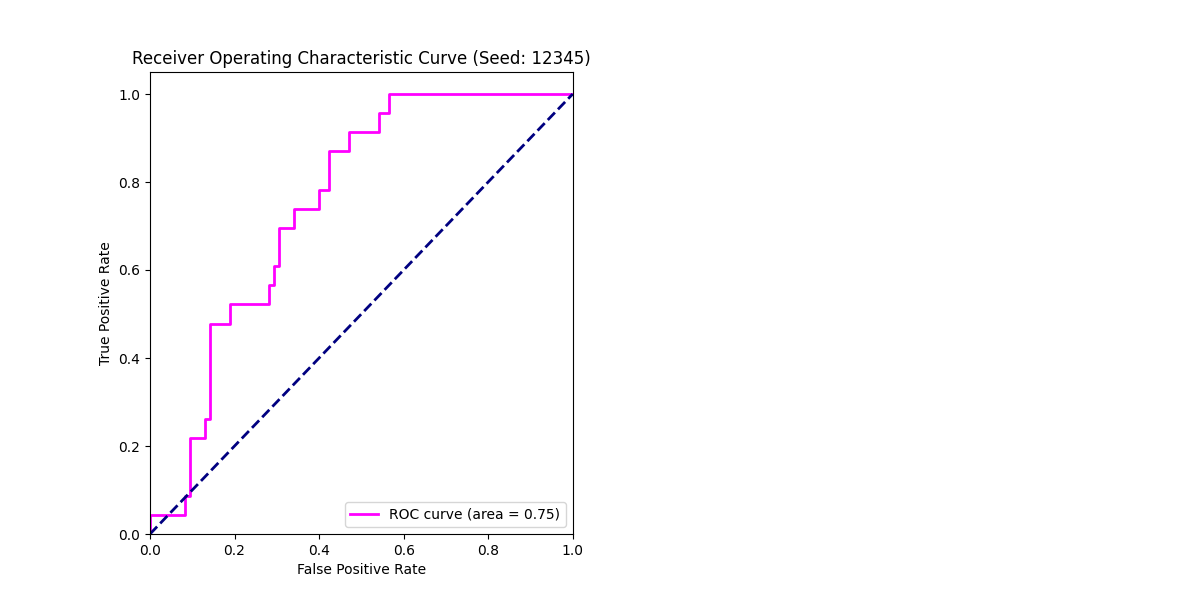 Receiver Operating Characteristic Curve (Seed: 12345)
1.0
0.8
0.6
0.4
0.2
0.0
True Positive Rate
ROC curve (area = 0.75)
0.0 0.2 0.4 0.6 0.8 1.0
False Positive Rate